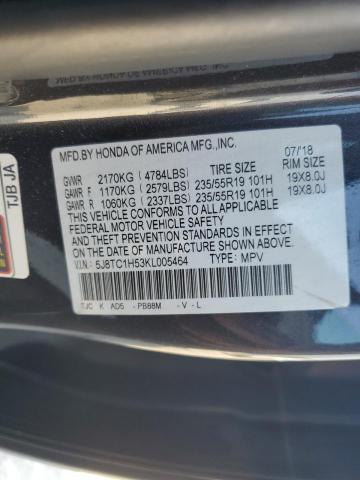 MFD.BY HONDA OF AMERICA MFG.,INC. 07/18
GVWR 2170KG (4784LBS) TIRE SIZE RIM SIZE
GAWR F 1170KG (2579LBS) 235/55R19 101H 19X8.0J
GAWR R 1060KG (2337LBS) 235/55R19 101H 19X8.0J
THIS VEHICLE CONFORMS TO ALL APPLICABLE
FEDERAL MOTOR VEHICLE SAFETY
AND THEFT PREVENTION STANDARDS IN EFFECT ON THE
DATE OF MANUFACTURE SHOWN ABOVE.
V.I.N.: 5J8TC1H53KL005464 TYPE: MPV
TJC K AD5 - PB88M - V - L
TJB JA